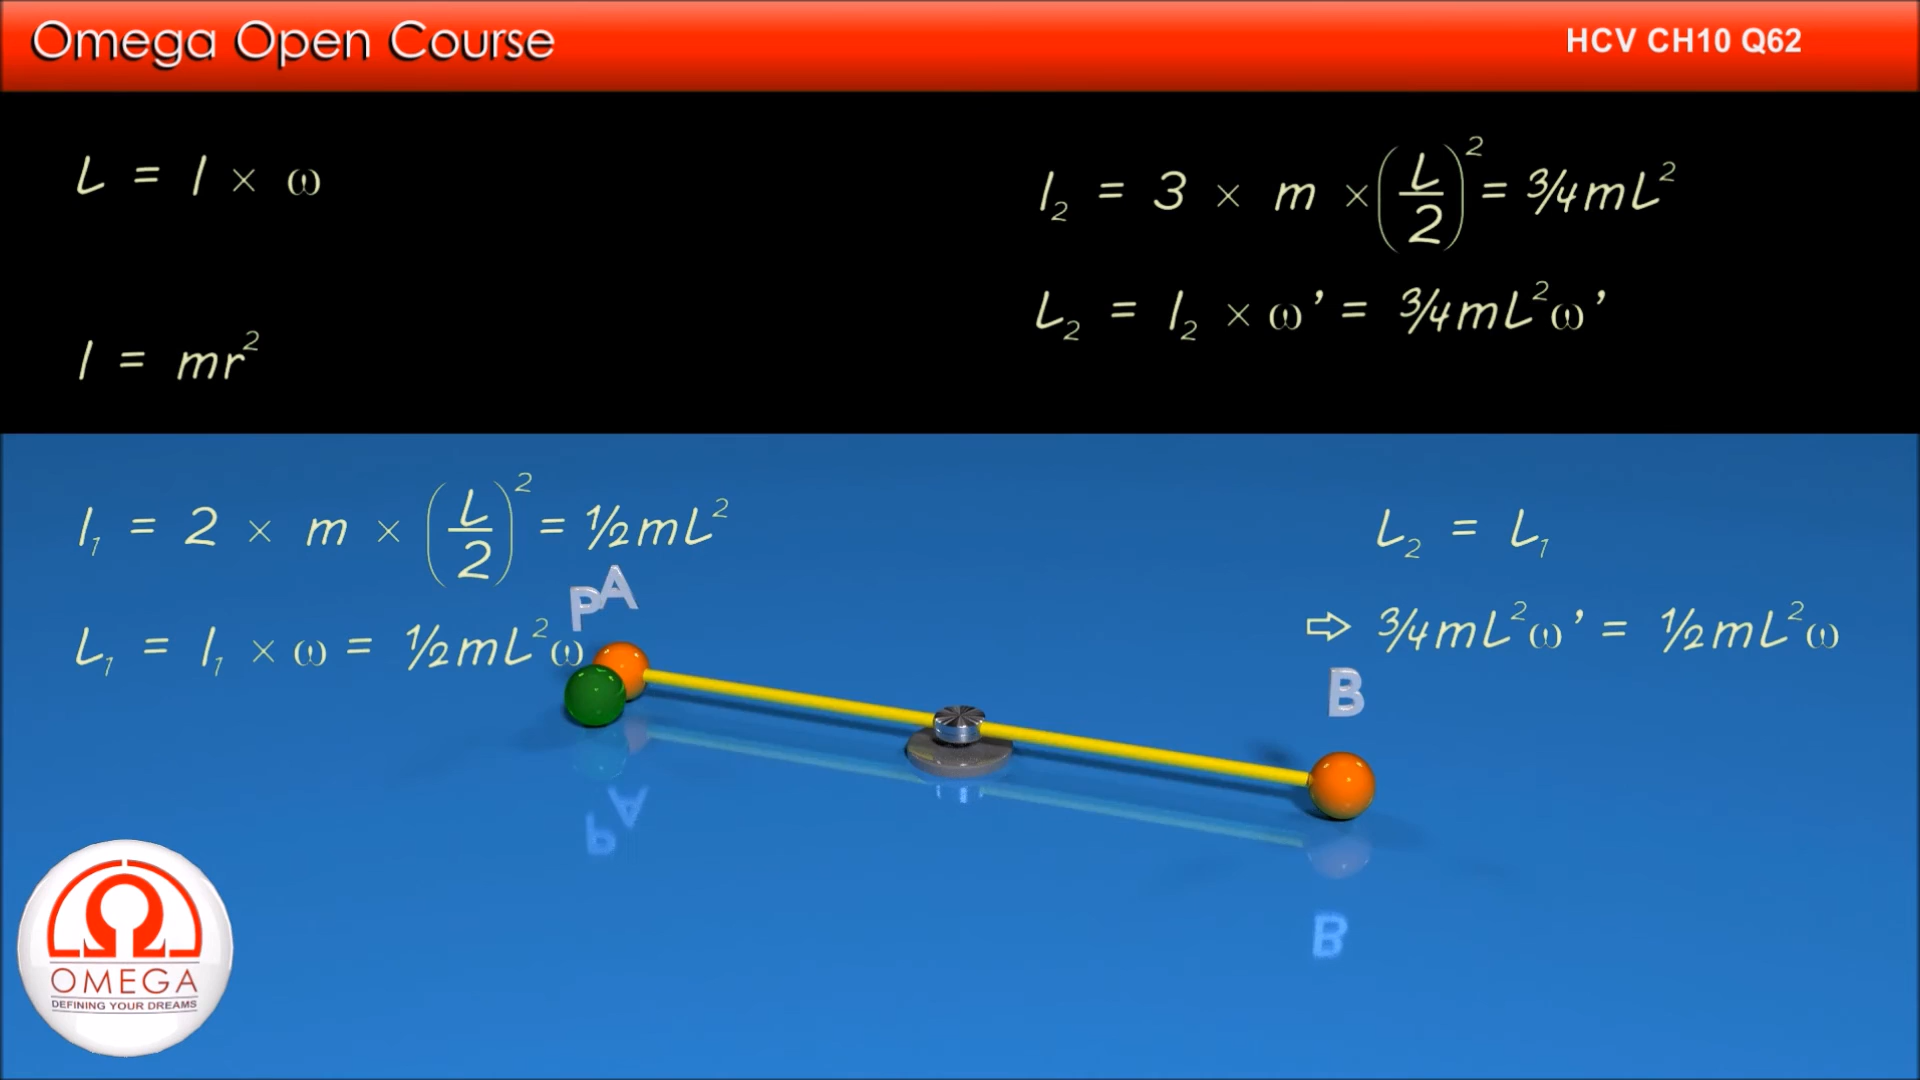 Omega Open Course
HCV CH10 Q62
L = I × ω
I = mr²
I₂ = 3 × m × (L/2)² = 3/4mL²
L₂ = I₂ × ω' = 3/4mL²ω'
I₁ = 2 × m × (L/2)² = 1/2mL²
L₁ = I₁ × ω = 1/2mL²ω
L₂ = L₁
⇨ 3/4mL²ω' = 1/2mL²ω
P
A
B
OMEGA
DEFINING YOUR DREAMS